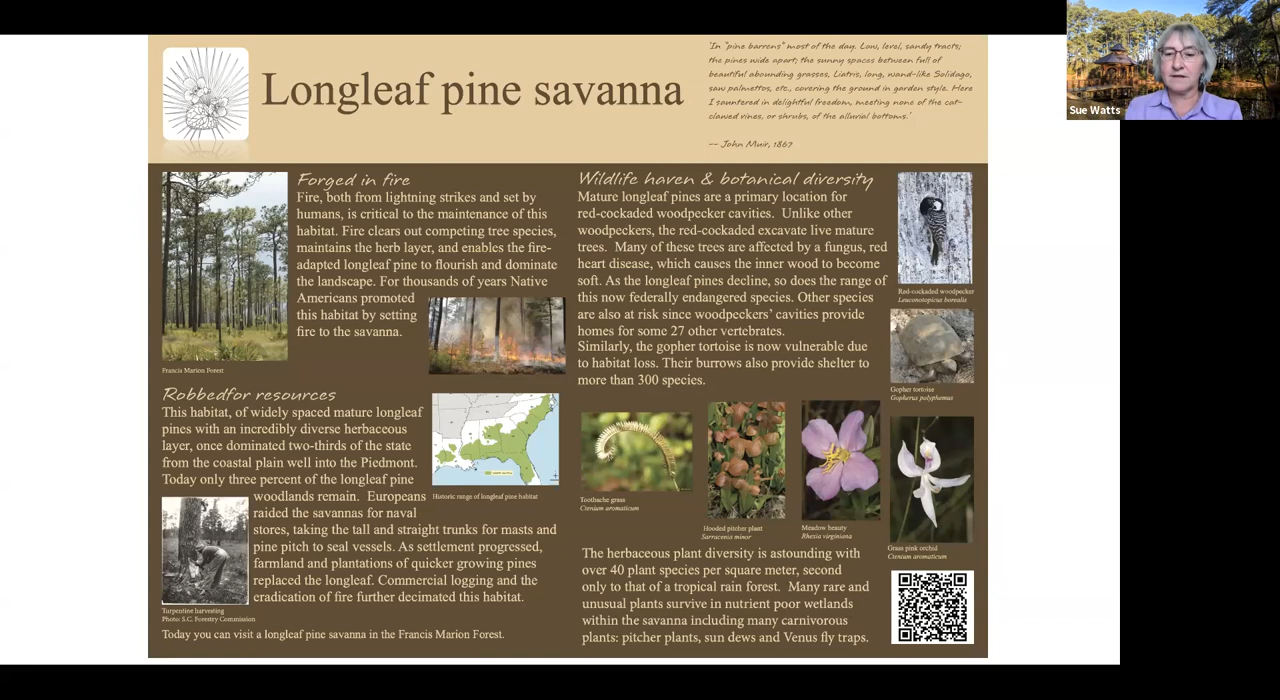 Longleaf pine savanna
'In "pine barrens" most of the day. Low, level, sandy tracts;
the pines wide apart; the sunny spaces between full of
beautiful abounding grasses, Liatris, long, wand-like Solidago,
saw palmettos, etc., covering the ground in garden style. Here
I sauntered in delightful freedom, meeting none of the cat-
clawed vines, or shrubs, of the alluvial bottoms.'
-- John Muir, 1867
Sue Watts
Forged in fire
Fire, both from lightning strikes and set by
humans, is critical to the maintenance of this
habitat. Fire clears out competing tree species,
maintains the herb layer, and enables the fire-
adapted longleaf pine to flourish and dominate
the landscape. For thousands of years Native
Americans promoted
this habitat by setting
fire to the savanna.
Francis Marion Forest
Robbedfor resources
This habitat, of widely spaced mature longleaf
pines with an incredibly diverse herbaceous
layer, once dominated two-thirds of the state
from the coastal plain well into the Piedmont.
Today only three percent of the longleaf pine
woodlands remain. Europeans
raided the savannas for naval
stores, taking the tall and straight trunks for masts and
pine pitch to seal vessels. As settlement progressed,
farmland and plantations of quicker growing pines
replaced the longleaf. Commercial logging and the
eradication of fire further decimated this habitat.
Historic range of longleaf pine habitat
Turpentine harvesting
Photo: S.C. Forestry Commission
Today you can visit a longleaf pine savanna in the Francis Marion Forest.
Wildlife haven & botanical diversity
Mature longleaf pines are a primary location for
red-cockaded woodpecker cavities. Unlike other
woodpeckers, the red-cockaded excavate live mature
trees. Many of these trees are affected by a fungus, red
heart disease, which causes the inner wood to become
soft. As the longleaf pines decline, so does the range of
this now federally endangered species. Other species
are also at risk since woodpeckers' cavities provide
homes for some 27 other vertebrates.
Similarly, the gopher tortoise is now vulnerable due
to habitat loss. Their burrows also provide shelter to
more than 300 species.
Red-cockaded woodpecker
Leuconotopicus borealis
Gopher tortoise
Gopherus polyphemus
Toothache grass
Ctenium aromaticum
Hooded pitcher plant
Sarracenia minor
Meadow beauty
Rhexia virginiana
Grass pink orchid
Ctenium aromaticum
The herbaceous plant diversity is astounding with
over 40 plant species per square meter, second
only to that of a tropical rain forest. Many rare and
unusual plants survive in nutrient poor wetlands
within the savanna including many carnivorous
plants: pitcher plants, sun dews and Venus fly traps.